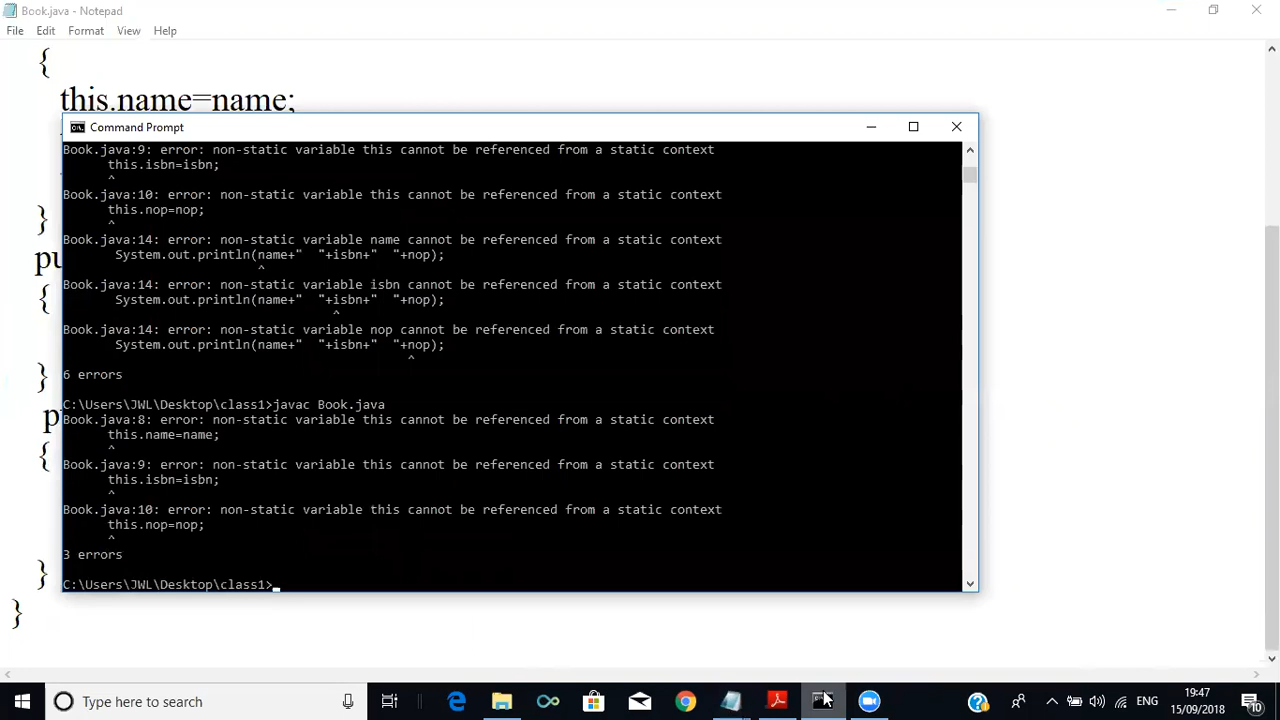 Book.java - Notepad
File Edit Format View Help
{
this.name=name;
Command Prompt
Book.java:9: error: non-static variable this cannot be referenced from a static context
this.isbn=isbn;
^
Book.java:10: error: non-static variable this cannot be referenced from a static context
this.nop=nop;
^
Book.java:14: error: non-static variable name cannot be referenced from a static context
System.out.println(name+"  "+isbn+"  "+nop);
^
Book.java:14: error: non-static variable isbn cannot be referenced from a static context
System.out.println(name+"  "+isbn+"  "+nop);
^
Book.java:14: error: non-static variable nop cannot be referenced from a static context
System.out.println(name+"  "+isbn+"  "+nop);
^
6 errors
C:\Users\JWL\Desktop\class1>javac Book.java
Book.java:8: error: non-static variable this cannot be referenced from a static context
this.name=name;
^
Book.java:9: error: non-static variable this cannot be referenced from a static context
this.isbn=isbn;
^
Book.java:10: error: non-static variable this cannot be referenced from a static context
this.nop=nop;
^
3 errors
C:\Users\JWL\Desktop\class1>
}
pu
{
}
p
{
}
}
Type here to search
ENG
19:47
15/09/2018
10